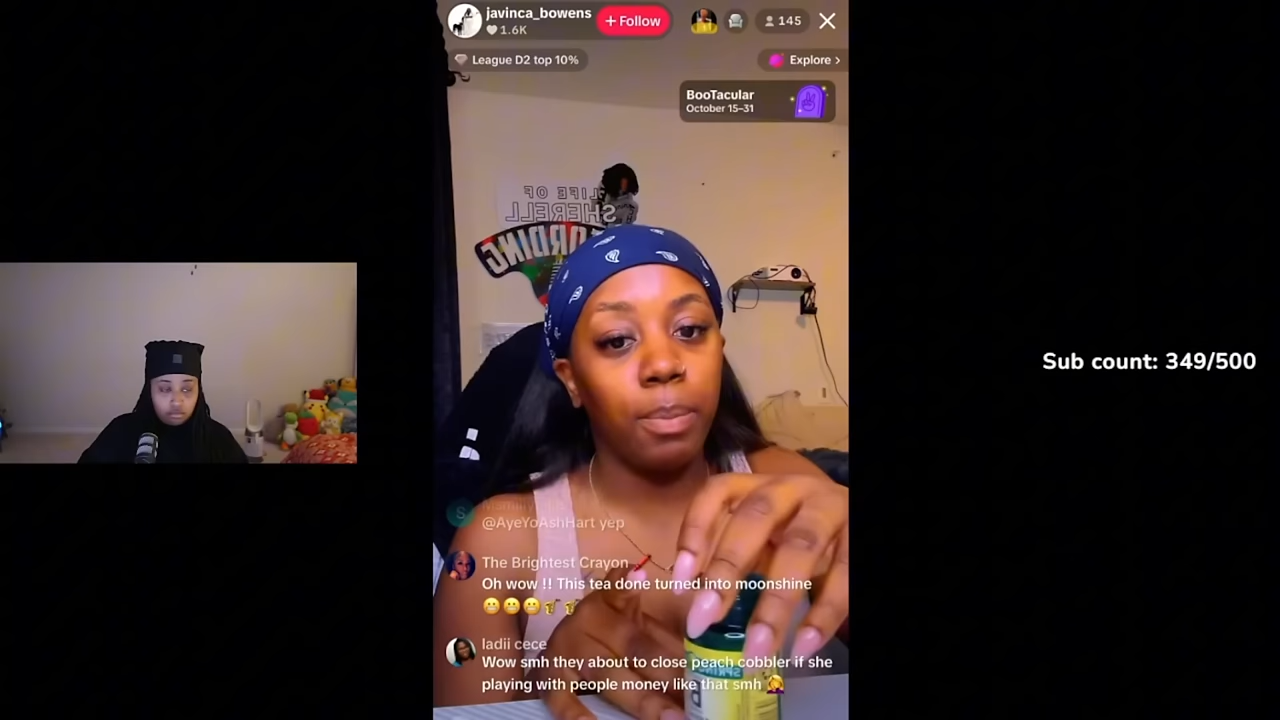 javinca_bowens
1.6K
+ Follow
145
League D2 top 10%
Explore >
BooTacular
October 15–31
LIFE OF
SHERELL
Sub count: 349/500
S
@AyeYoAshHart yep
The Brightest Crayon
Oh wow !! This tea done turned into moonshine
😬😬😬
ladii cece
Wow smh they about to close peach cobbler if she
playing with people money like that smh 🤦‍♀️
SPRING